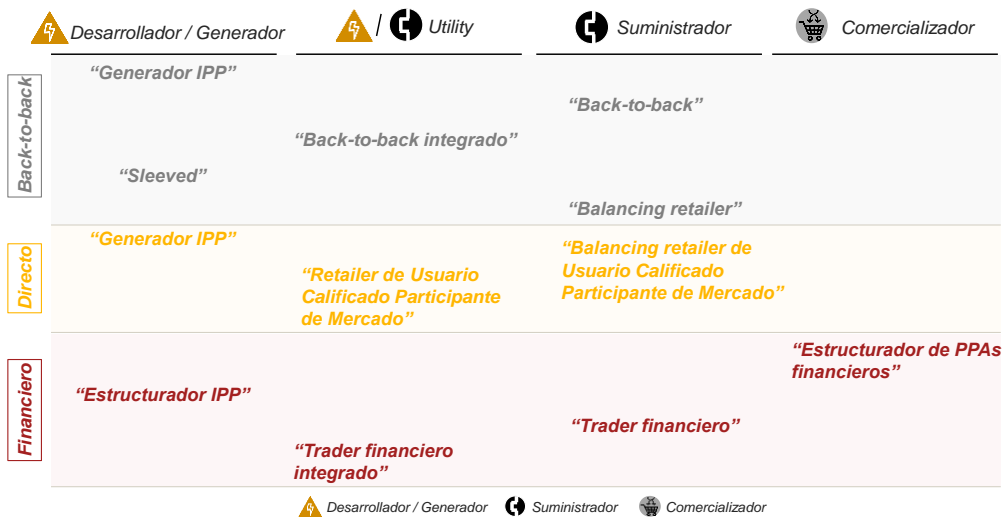 Desarrollador / Generador
/ Utility
Suministrador
Comercializador
Back-to-back
“Generador IPP”
“Back-to-back”
“Back-to-back integrado”
“Sleeved”
“Balancing retailer”
Directo
“Generador IPP”
“Retailer de Usuario
Calificado Participante
de Mercado”
“Balancing retailer de
Usuario Calificado
Participante de Mercado”
Financiero
“Estructurador de PPAs
financieros”
“Estructurador IPP”
“Trader financiero”
“Trader financiero
integrado”
Desarrollador / Generador
Suministrador
Comercializador